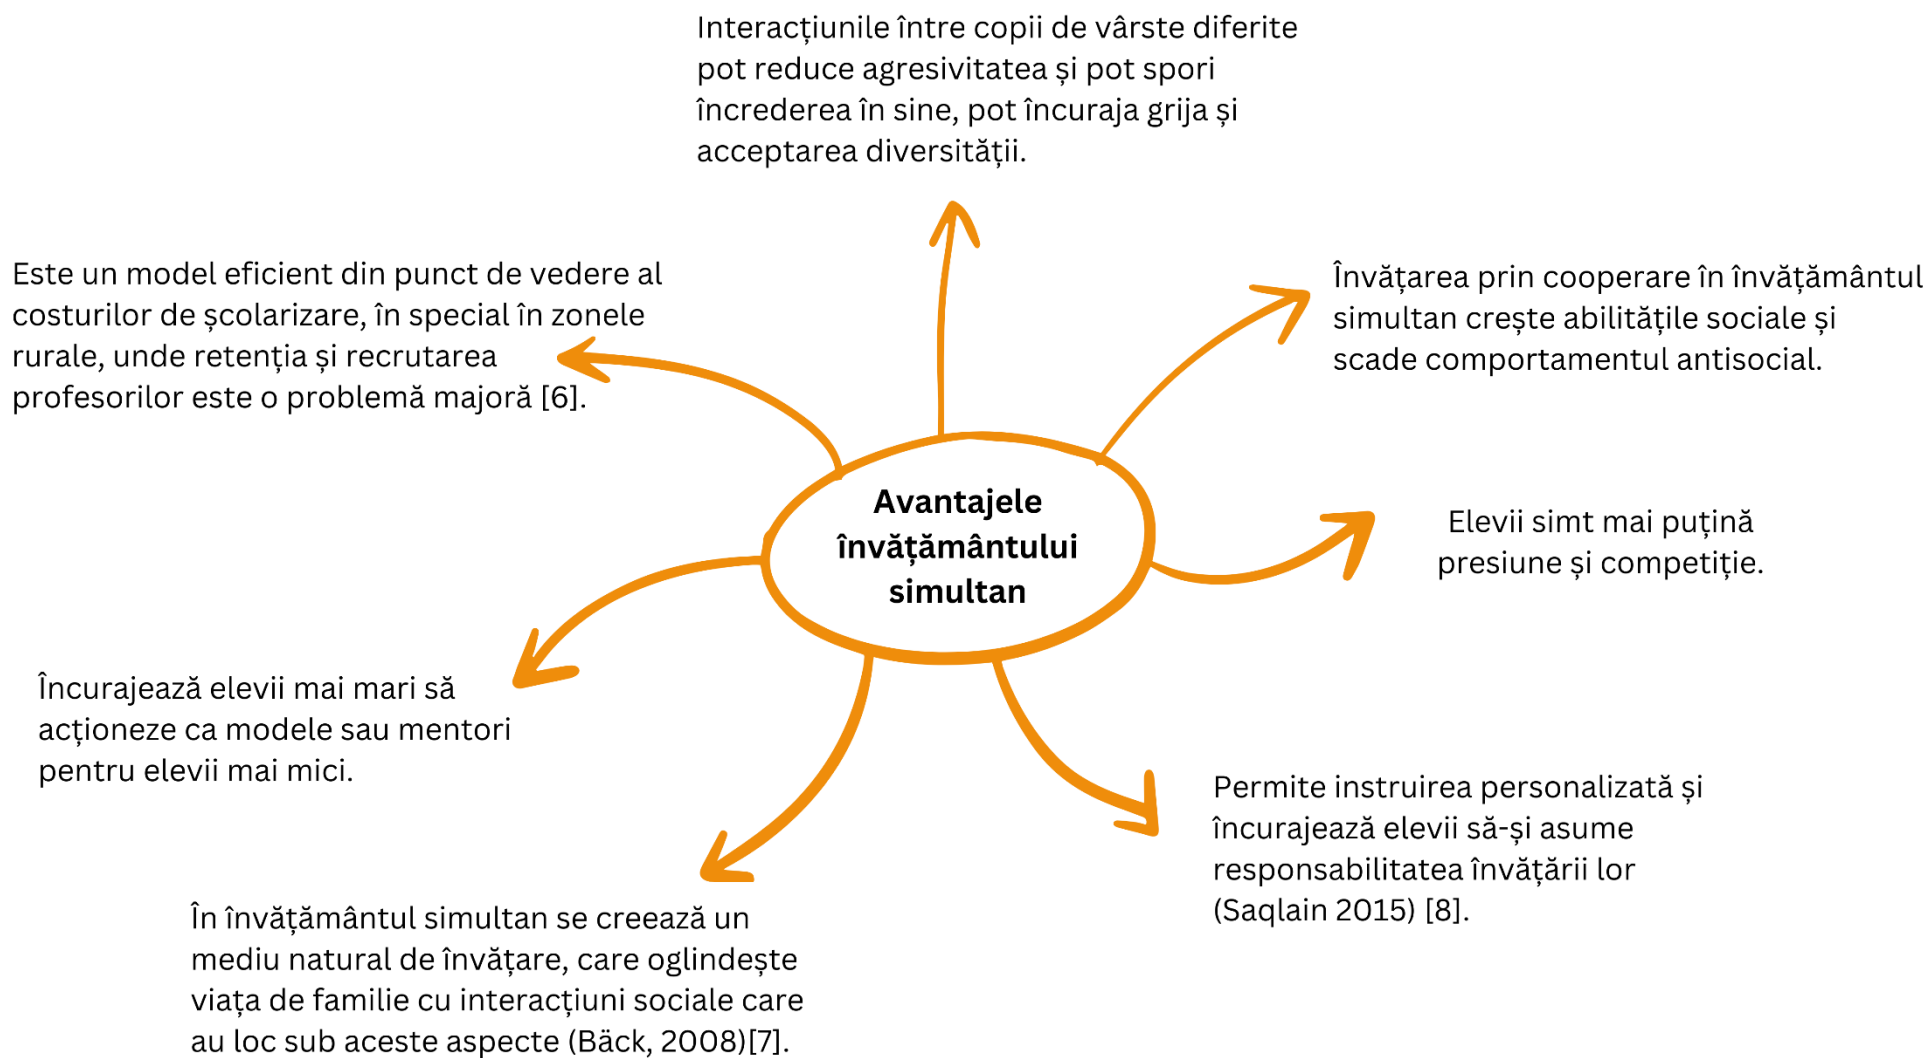 Interacțiunile între copii de vârste diferite
pot reduce agresivitatea și pot spori
încrederea în sine, pot încuraja grija și
acceptarea diversității.
Este un model eficient din punct de vedere al
costurilor de școlarizare, în special în zonele
rurale, unde retenția și recrutarea
profesorilor este o problemă majoră [6].
Învățarea prin cooperare în învățământul
simultan crește abilitățile sociale și
scade comportamentul antisocial.
Avantajele
învățământului
simultan
Elevii simt mai puțină
presiune și competiție.
Încurajează elevii mai mari să
acționeze ca modele sau mentori
pentru elevii mai mici.
Permite instruirea personalizată și
încurajează elevii să-și asume
responsabilitatea învățării lor
(Saqlain 2015) [8].
În învățământul simultan se creează un
mediu natural de învățare, care oglindește
viața de familie cu interacțiuni sociale care
au loc sub aceste aspecte (Bäck, 2008)[7].